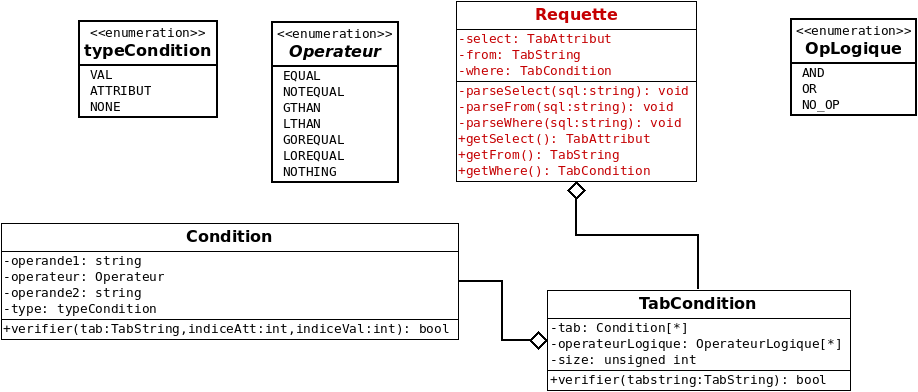 <<enumeration>>
typeCondition
VAL
ATTRIBUT
NONE
<<enumeration>>
Operateur
EQUAL
NOTEQUAL
GTHAN
LTHAN
GOREQUAL
LOREQUAL
NOTHING
Requette
-select: TabAttribut
-from: TabString
-where: TabCondition
-parseSelect(sql:string): void
-parseFrom(sql:string): void
-parseWhere(sql:string): void
+getSelect(): TabAttribut
+getFrom(): TabString
+getWhere(): TabCondition
<<enumeration>>
OpLogique
AND
OR
NO_OP
Condition
-operande1: string
-operateur: Operateur
-operande2: string
-type: typeCondition
+verifier(tab:TabString,indiceAtt:int,indiceVal:int): bool
TabCondition
-tab: Condition[*]
-operateurLogique: OperateurLogique[*]
-size: unsigned int
+verifier(tabstring:TabString): bool